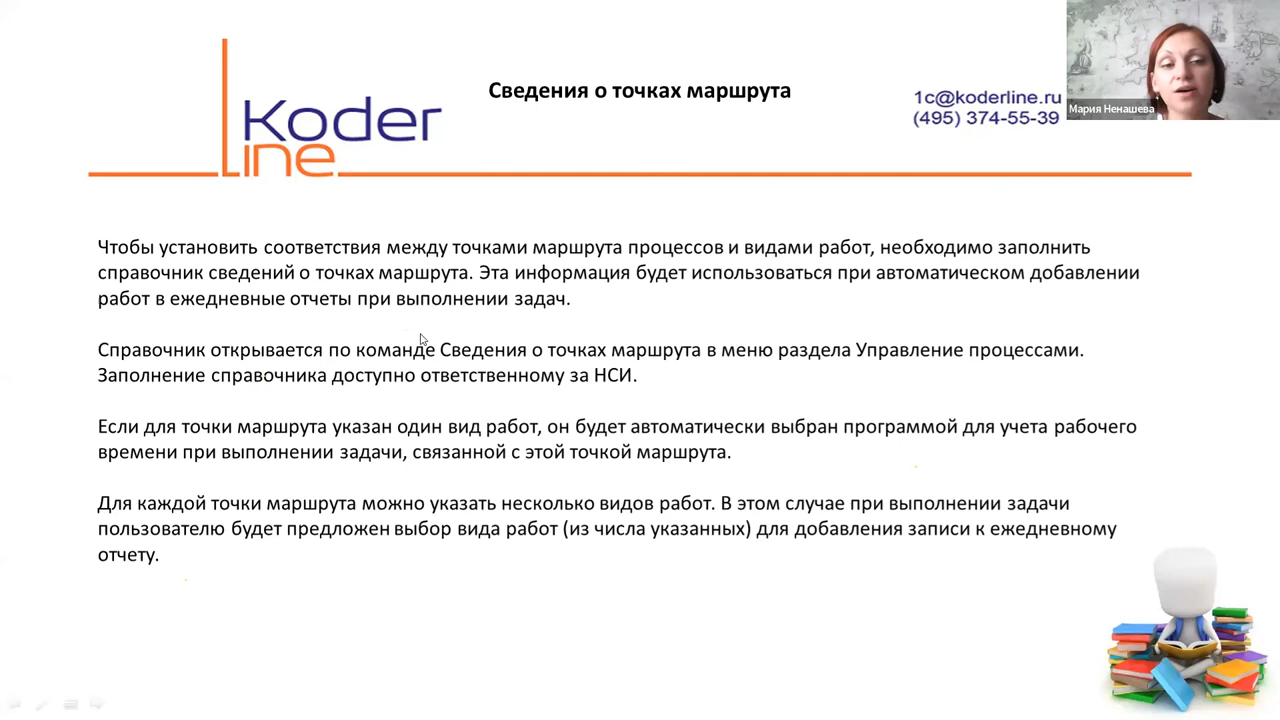 Сведения о точках маршрута
Koder
Line
1c@koderline.ru
(495) 374-55-39
Мария Ненашева
Чтобы установить соответствия между точками маршрута процессов и видами работ, необходимо заполнить
справочник сведений о точках маршрута. Эта информация будет использоваться при автоматическом добавлении
работ в ежедневные отчеты при выполнении задач.
Справочник открывается по команде Сведения о точках маршрута в меню раздела Управление процессами.
Заполнение справочника доступно ответственному за НСИ.
Если для точки маршрута указан один вид работ, он будет автоматически выбран программой для учета рабочего
времени при выполнении задачи, связанной с этой точкой маршрута.
Для каждой точки маршрута можно указать несколько видов работ. В этом случае при выполнении задачи
пользователю будет предложен выбор вида работ (из числа указанных) для добавления записи к ежедневному
отчету.